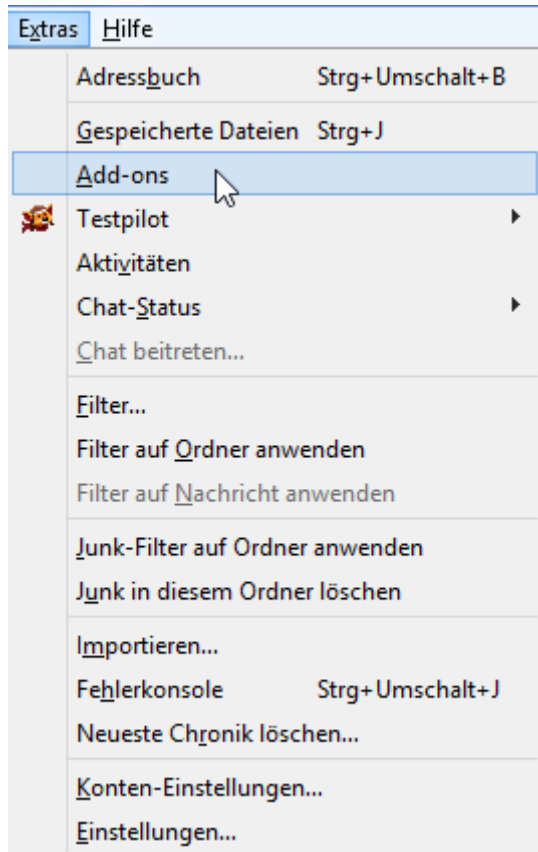 Extras Hilfe
Adressbuch Strg+Umschalt+B
Gespeicherte Dateien Strg+J
Add-ons
Testpilot
Aktivitäten
Chat-Status
Chat beitreten...
Filter...
Filter auf Ordner anwenden
Filter auf Nachricht anwenden
Junk-Filter auf Ordner anwenden
Junk in diesem Ordner löschen
Importieren...
Fehlerkonsole Strg+Umschalt+J
Neueste Chronik löschen...
Konten-Einstellungen...
Einstellungen...